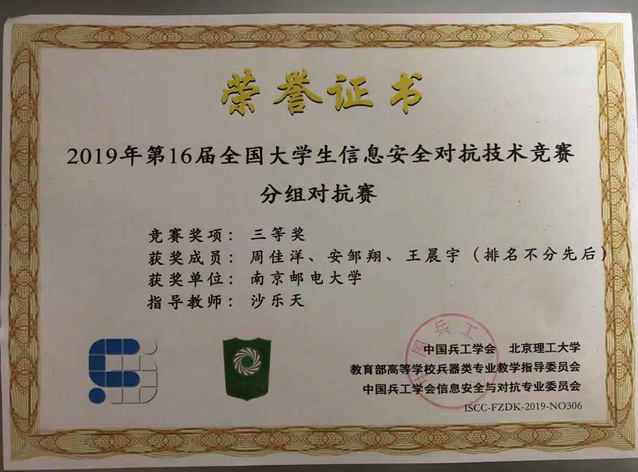 荣誉证书
2019年第16届全国大学生信息安全对抗技术竞赛
分组对抗赛
竞赛奖项：三等奖
获奖成员：周佳洋、安邹翔、王晨宇（排名不分先后）
获奖单位：南京邮电大学
指导教师：沙乐天
中国兵工学会 北京理工大学
教育部高等学校兵器类专业教学指导委员会
中国兵工学会信息安全与对抗专业委员会
ISCC-FZDK-2019-NO306